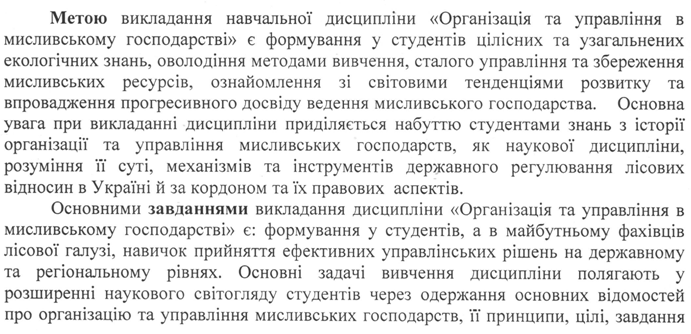 Метою викладання навчальної дисципліни «Організація та управління в
мисливському господарстві» є формування у студентів цілісних та узагальнених
екологічних знань, оволодіння методами вивчення, сталого управління та збереження
мисливських ресурсів, ознайомлення зі світовими тенденціями розвитку та
впровадження прогресивного досвіду ведення мисливського господарства. Основна
увага при викладанні дисципліни приділяється набуттю студентами знань з історії
організації та управління мисливських господарств, як наукової дисципліни,
розуміння її суті, механізмів та інструментів державного регулювання лісових
відносин в Україні й за кордоном та їх правових аспектів.
Основними завданнями викладання дисципліни «Організація та управління в
мисливському господарстві» є: формування у студентів, а в майбутньому фахівців
лісової галузі, навичок прийняття ефективних управлінських рішень на державному
та регіональному рівнях. Основні задачі вивчення дисципліни полягають у
розширенні наукового світогляду студентів через одержання основних відомостей
про організацію та управління мисливських господарств, її принципи, цілі, завдання